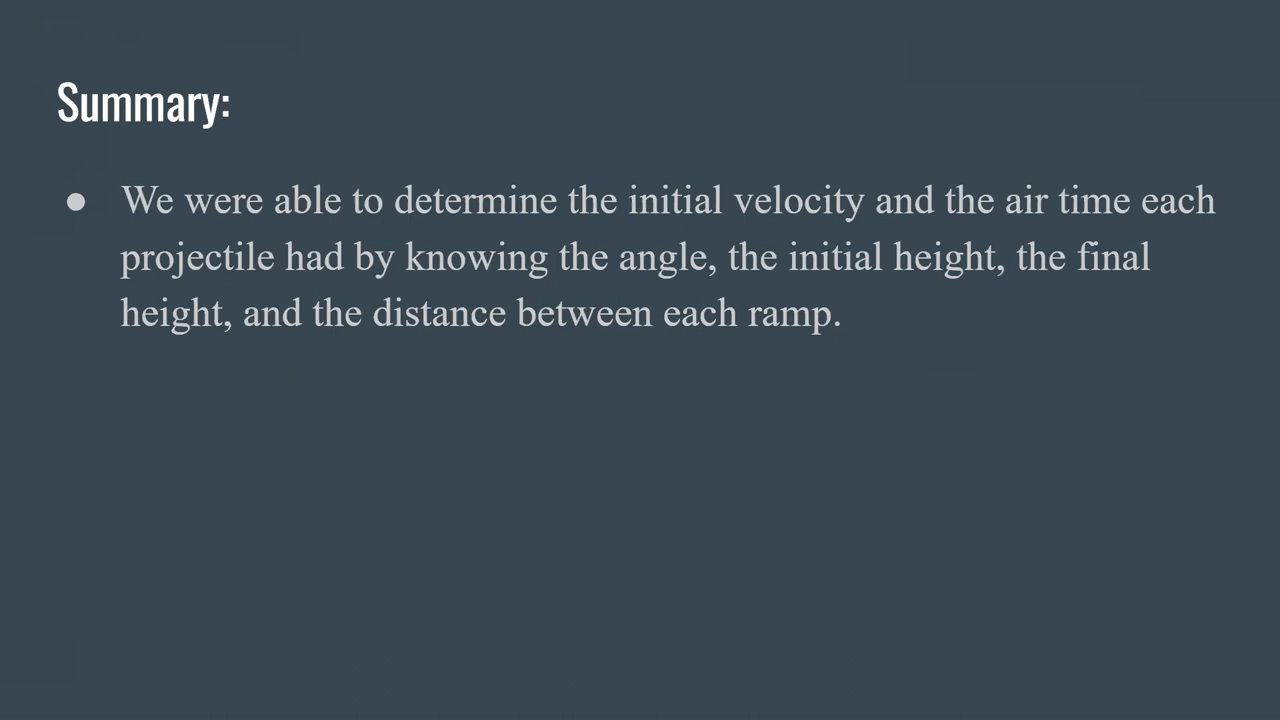 Summary:
● We were able to determine the initial velocity and the air time each
projectile had by knowing the angle, the initial height, the final
height, and the distance between each ramp.